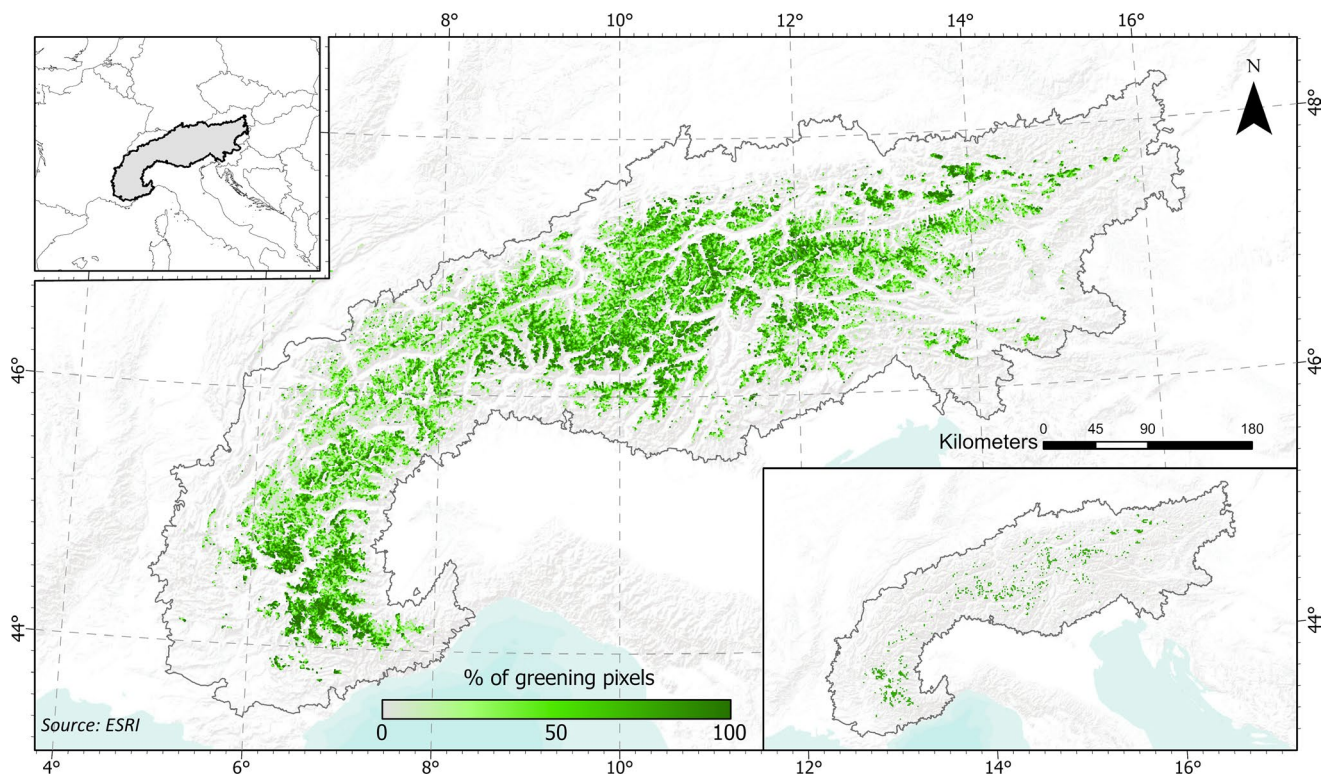 8° 10° 12° 14° 16°
N
48°
46° 46°
Kilometers 0 45 90 180
44° 44°
% of greening pixels
0 50 100
Source: ESRI
4° 6° 8° 10° 12° 14° 16°